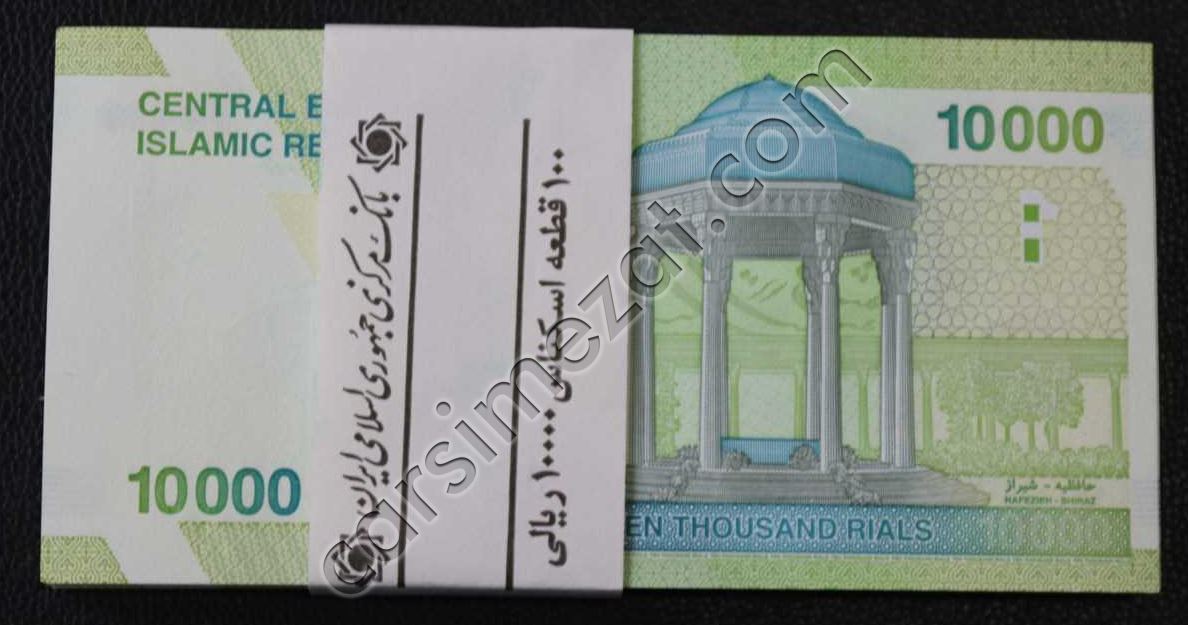 CENTRAL B
ISLAMIC RE
10000
بانک مرکزی جمهوری اسلامی ایران
۱۰۰ قطعه اسکناس ۱۰۰۰۰ ریالی
10000
حافظیه - شیراز
HAFEZIEH - SHIRAZ
EN THOUSAND RIALS
10000
©arsimezat.com